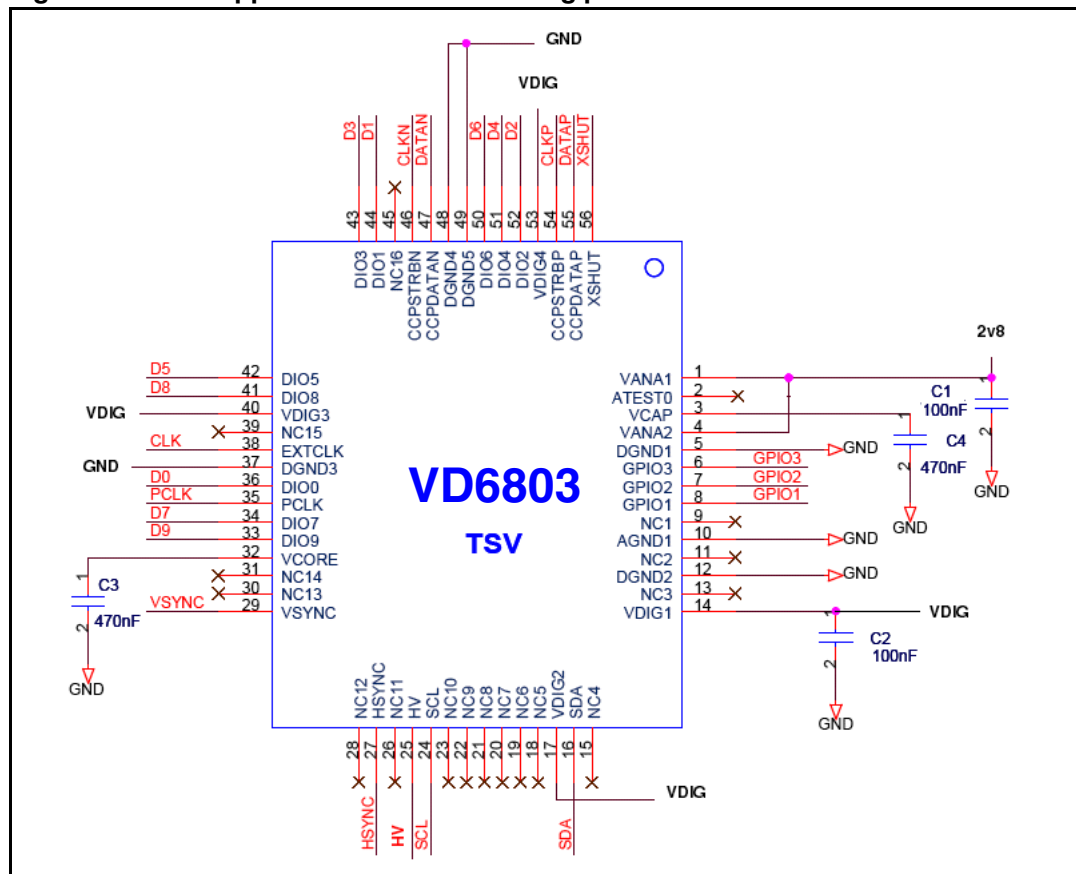 GND
VDIG
D3
D1
CLKN
DATAN
D6
D4
D2
CLKP
DATAP
XSHUT
43
44
45
46
47
48
49
50
51
52
53
54
55
56
DIO3
DIO1
NC16
CCPSTRBN
CCPDATAN
DGND4
DGND5
DIO6
DIO4
DIO2
VDIG4
CCPSTRBP
CCPDATAP
XSHUT
D5 42 DIO5
D8 41 DIO8
VDIG 40 VDIG3
39 NC15
CLK 38 EXTCLK
GND 37 DGND3
D0 36 DIO0
PCLK 35 PCLK
D7 34 DIO7
D9 33 DIO9
32 VCORE
31 NC14
30 NC13
VSYNC 29 VSYNC
1
C3
470nF
2
GND
VD6803
TSV
2v8
VANA1 1
ATEST0 2
VCAP 3
VANA2 4
DGND1 5 GND
GPIO3 6 GPIO3
GPIO2 7 GPIO2
GPIO1 8 GPIO1
NC1 9
AGND1 10 GND
NC2 11
DGND2 12 GND
NC3 13
VDIG1 14 VDIG
1
C1
100nF
2
GND
1
C4
470nF
2
GND
1
C2
100nF
2
GND
NC12
HSYNC
NC11
HV
SCL
NC10
NC9
NC8
NC7
NC6
NC5
VDIG2
SDA
NC4
28
27
26
25
24
23
22
21
20
19
18
17
16
15
HSYNC
HV
SCL
SDA
VDIG